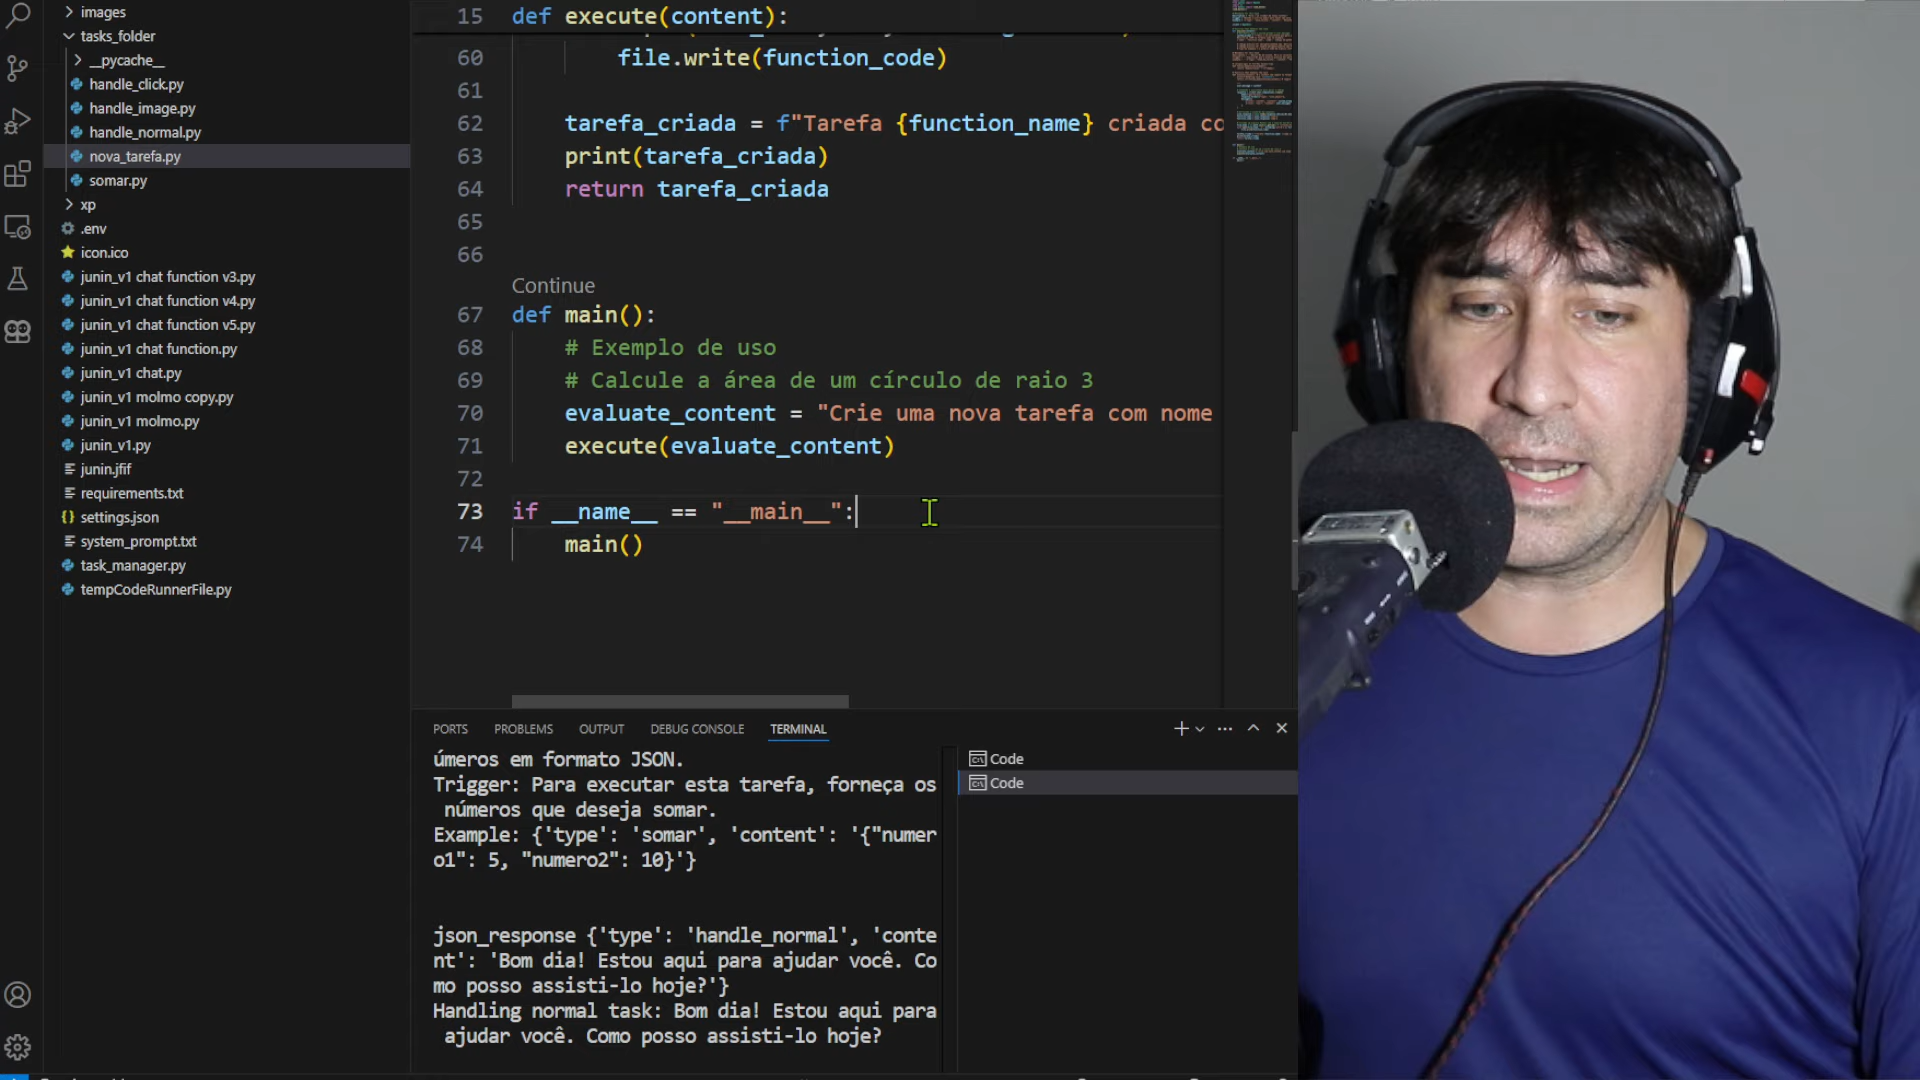 images
tasks_folder
__pycache__
handle_click.py
handle_image.py
handle_normal.py
nova_tarefa.py
somar.py
xp
.env
icon.ico
junin_v1 chat function v3.py
junin_v1 chat function v4.py
junin_v1 chat function v5.py
junin_v1 chat function.py
junin_v1 chat.py
junin_v1 molmo copy.py
junin_v1 molmo.py
junin_v1.py
junin.jfif
requirements.txt
settings.json
system_prompt.txt
task_manager.py
tempCodeRunnerFile.py
15 def execute(content):
60 file.write(function_code)
61
62 tarefa_criada = f"Tarefa {function_name} criada co
63 print(tarefa_criada)
64 return tarefa_criada
65
66
Continue
67 def main():
68 # Exemplo de uso
69 # Calcule a área de um círculo de raio 3
70 evaluate_content = "Crie uma nova tarefa com nome
71 execute(evaluate_content)
72
73 if __name__ == "__main__":
74 main()
PORTS PROBLEMS OUTPUT DEBUG CONSOLE TERMINAL
úmeros em formato JSON.
Trigger: Para executar esta tarefa, forneça os
números que deseja somar.
Example: {'type': 'somar', 'content': '{"numer
o1": 5, "numero2": 10}'}
json_response {'type': 'handle_normal', 'conte
nt': 'Bom dia! Estou aqui para ajudar você. Co
mo posso assisti-lo hoje?'}
Handling normal task: Bom dia! Estou aqui para
ajudar você. Como posso assisti-lo hoje?
Code
Code